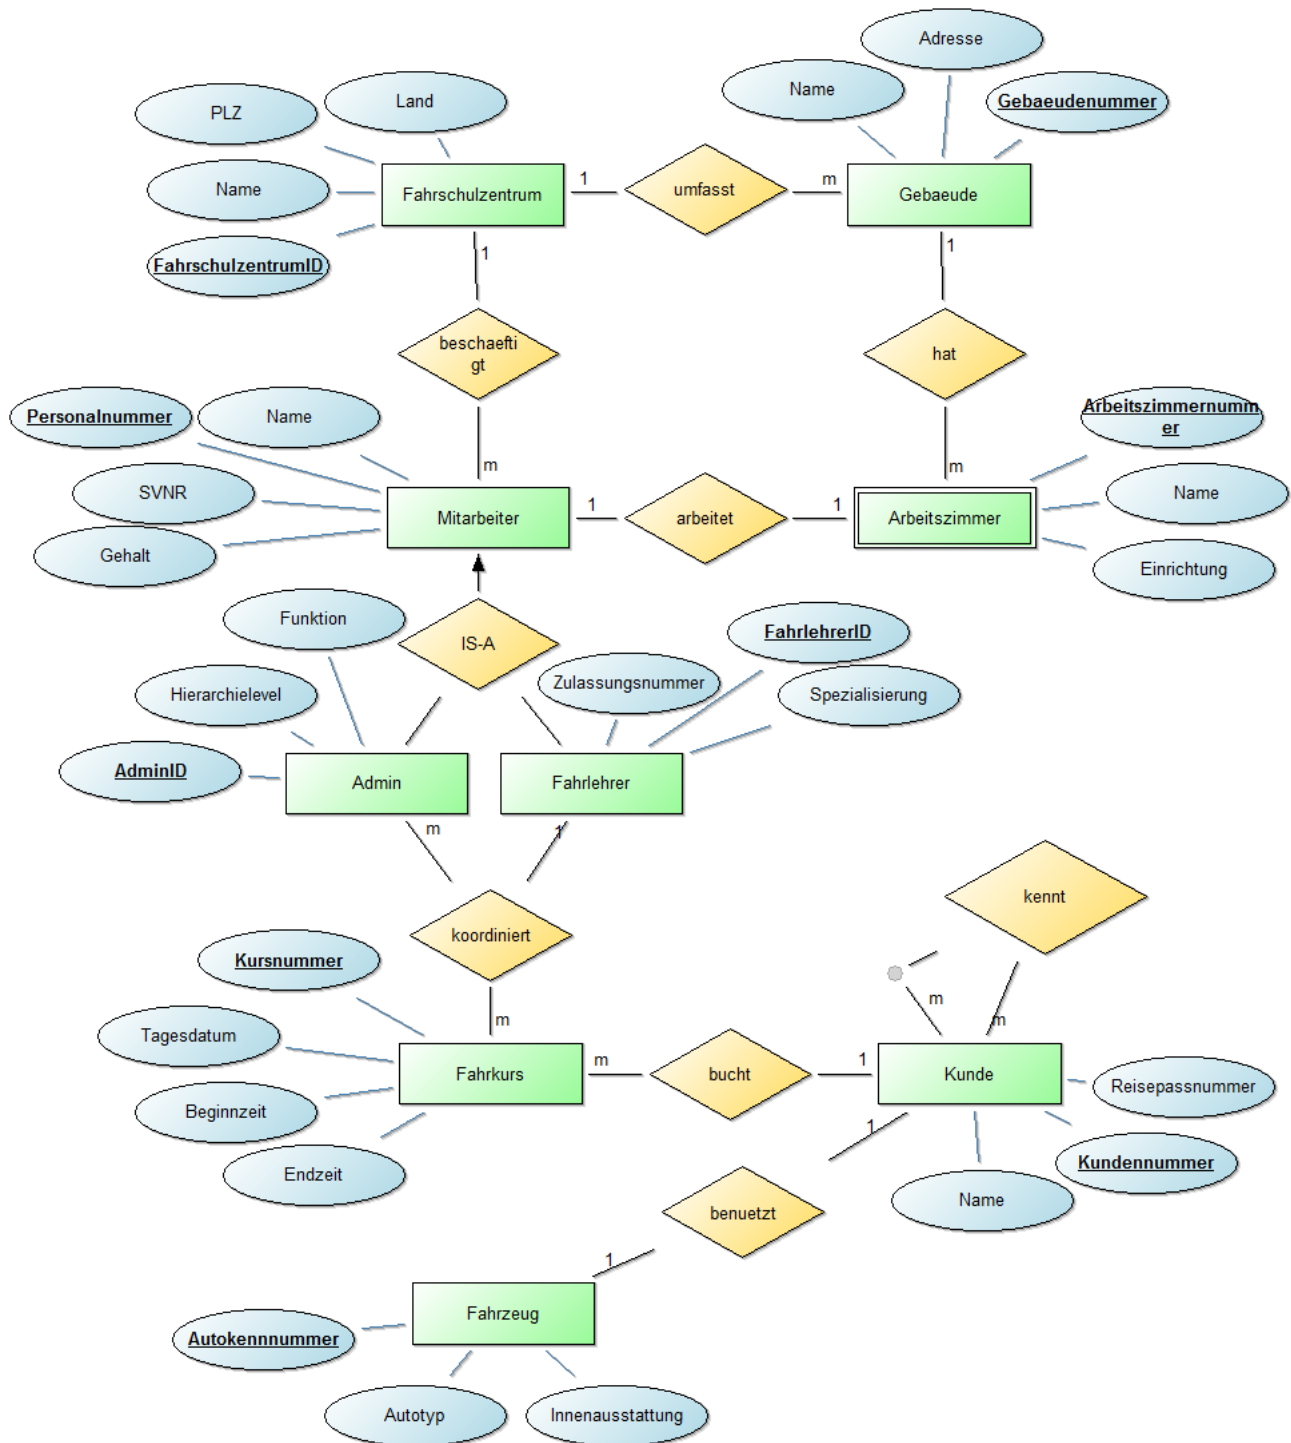 Adresse
Name
Gebaeudenummer
Land
PLZ
Name
FahrschulzentrumID
Fahrschulzentrum
1
umfasst
m
Gebaeude
1
1
beschaefti
gt
hat
m
m
Personalnummer
Name
SVNR
Gehalt
Mitarbeiter
1
arbeitet
1
Arbeitszimmer
Arbeitszimmernumm
er
Name
Einrichtung
Funktion
IS-A
FahrlehrerID
Zulassungsnummer
Spezialisierung
Hierarchielevel
AdminID
Admin
Fahrlehrer
m
1
koordiniert
m
kennt
m
m
Kursnummer
Tagesdatum
Beginnzeit
Endzeit
Fahrkurs
m
bucht
1
Kunde
Reisepassnummer
Kundennummer
Name
1
benuetzt
1
Fahrzeug
Autokennnummer
Autotyp
Innenausstattung